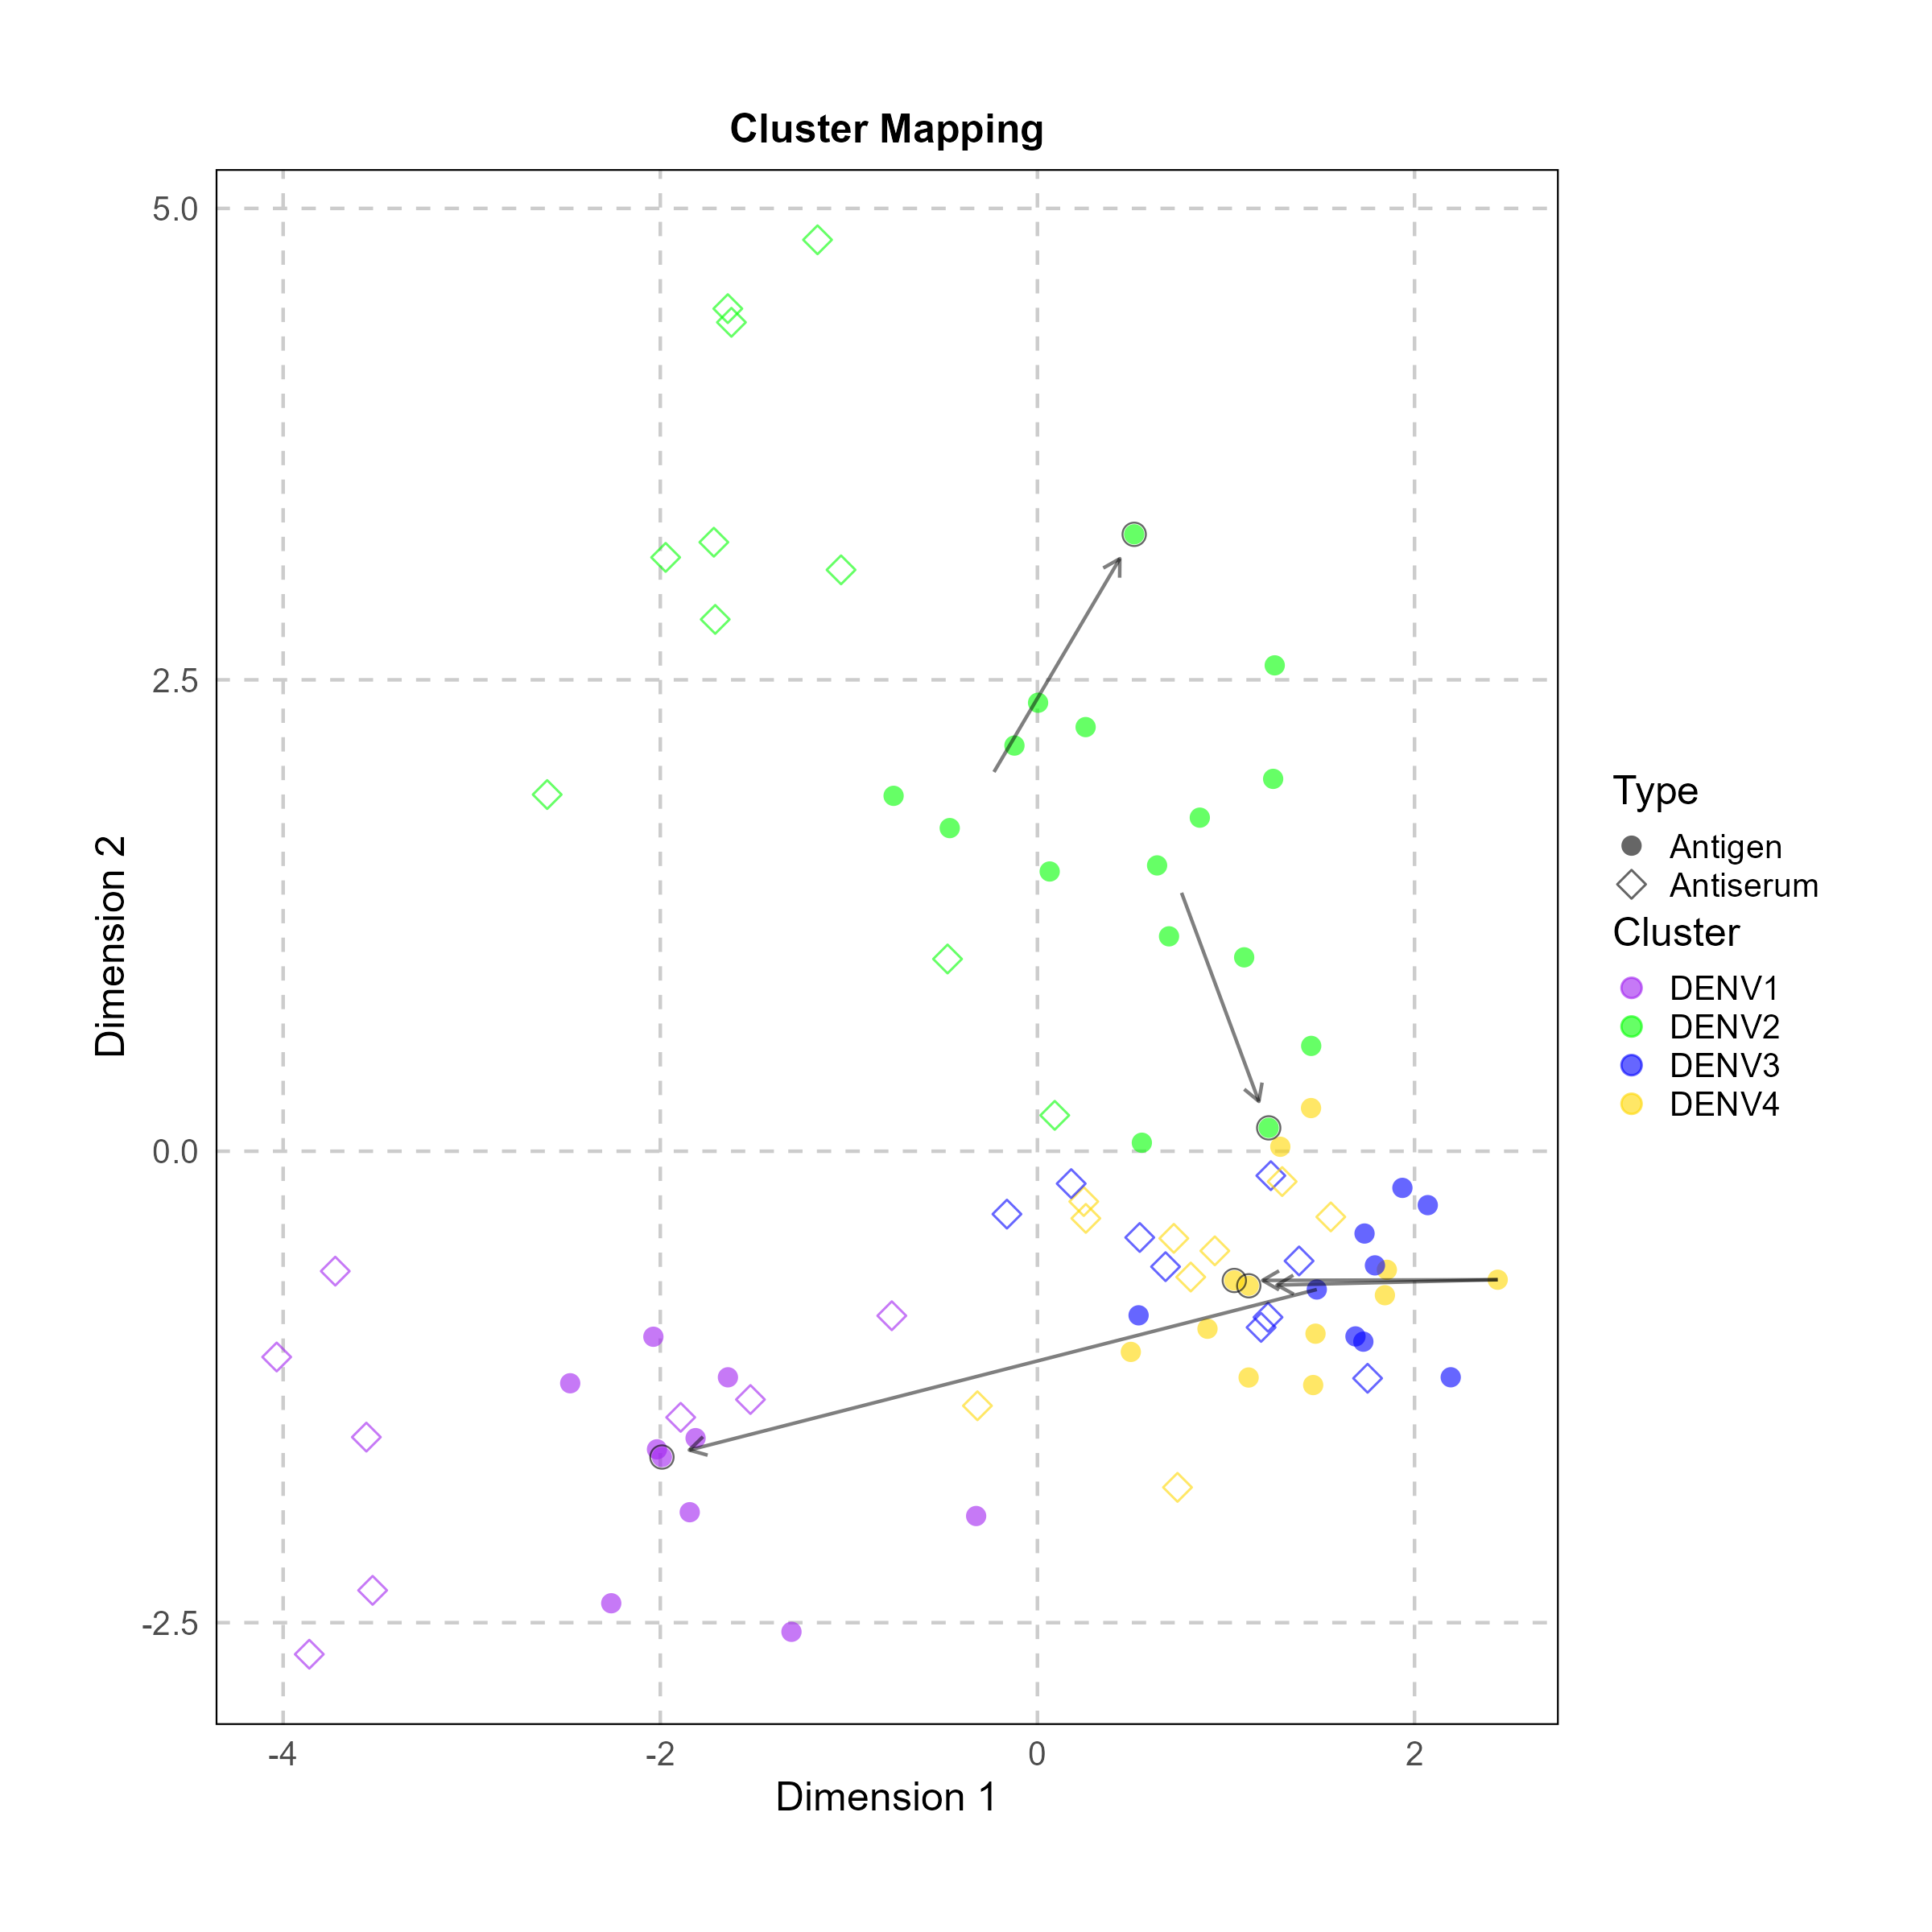 Cluster Mapping
5.0
2.5
0.0
-2.5
Dimension 2
-4
-2
0
2
Dimension 1
Type
Antigen
Antiserum
Cluster
DENV1
DENV2
DENV3
DENV4